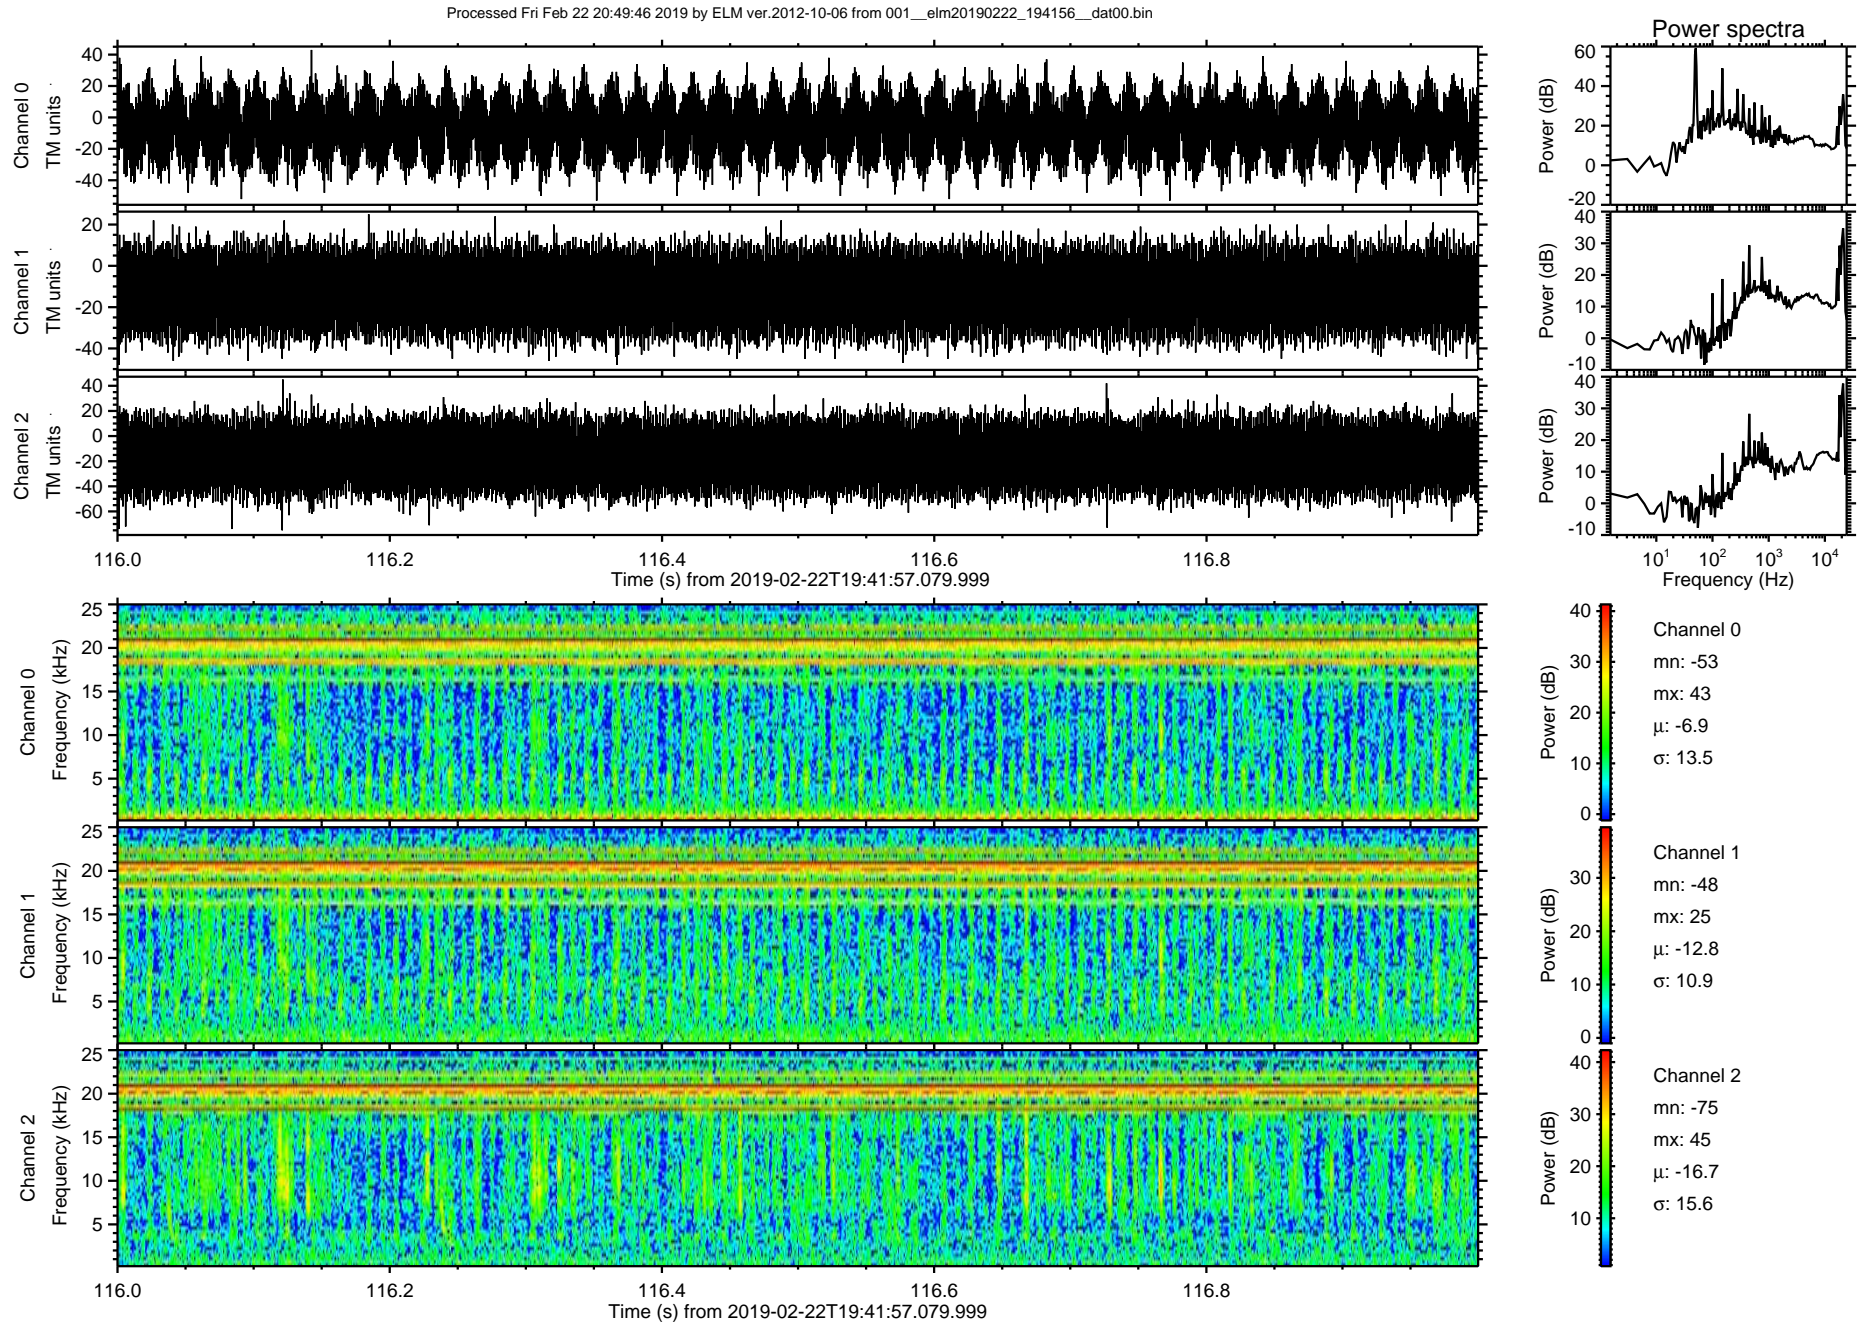 Processed Fri Feb 22 20:49:46 2019 by ELM ver.2012-10-06 from 001__elm20190222_194156__dat00.bin
Power spectra
Channel 0
TM units
40
20
0
-20
-40
Power (dB)
60
40
20
0
-20
Channel 1
TM units
20
0
-20
-40
Power (dB)
40
30
20
10
0
-10
Channel 2
TM units
40
20
0
-20
-40
-60
Power (dB)
40
30
20
10
0
-10
116.0 116.2 116.4 116.6 116.8
Time (s) from 2019-02-22T19:41:57.079.999
10^1 10^2 10^3 10^4
Frequency (Hz)
Channel 0
Frequency (kHz)
25
20
15
10
5
Power (dB)
40
30
20
10
0
Channel 0
mn: -53
mx: 43
μ: -6.9
σ: 13.5
Channel 1
Frequency (kHz)
25
20
15
10
5
Power (dB)
30
20
10
0
Channel 1
mn: -48
mx: 25
μ: -12.8
σ: 10.9
Channel 2
Frequency (kHz)
25
20
15
10
5
Power (dB)
40
30
20
10
Channel 2
mn: -75
mx: 45
μ: -16.7
σ: 15.6
116.0 116.2 116.4 116.6 116.8
Time (s) from 2019-02-22T19:41:57.079.999